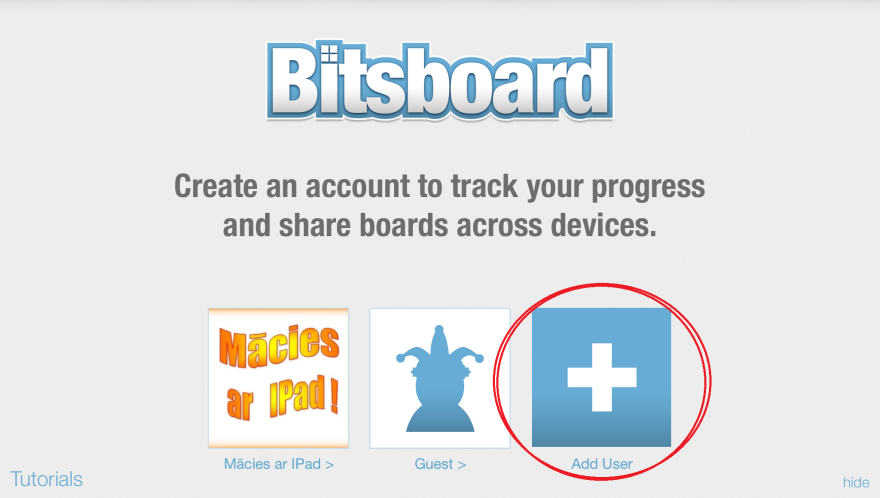 Bitsboard
Create an account to track your progress
and share boards across devices.
Mācies
ar IPad !
Mācies ar IPad >
Guest >
Add User
Tutorials
hide